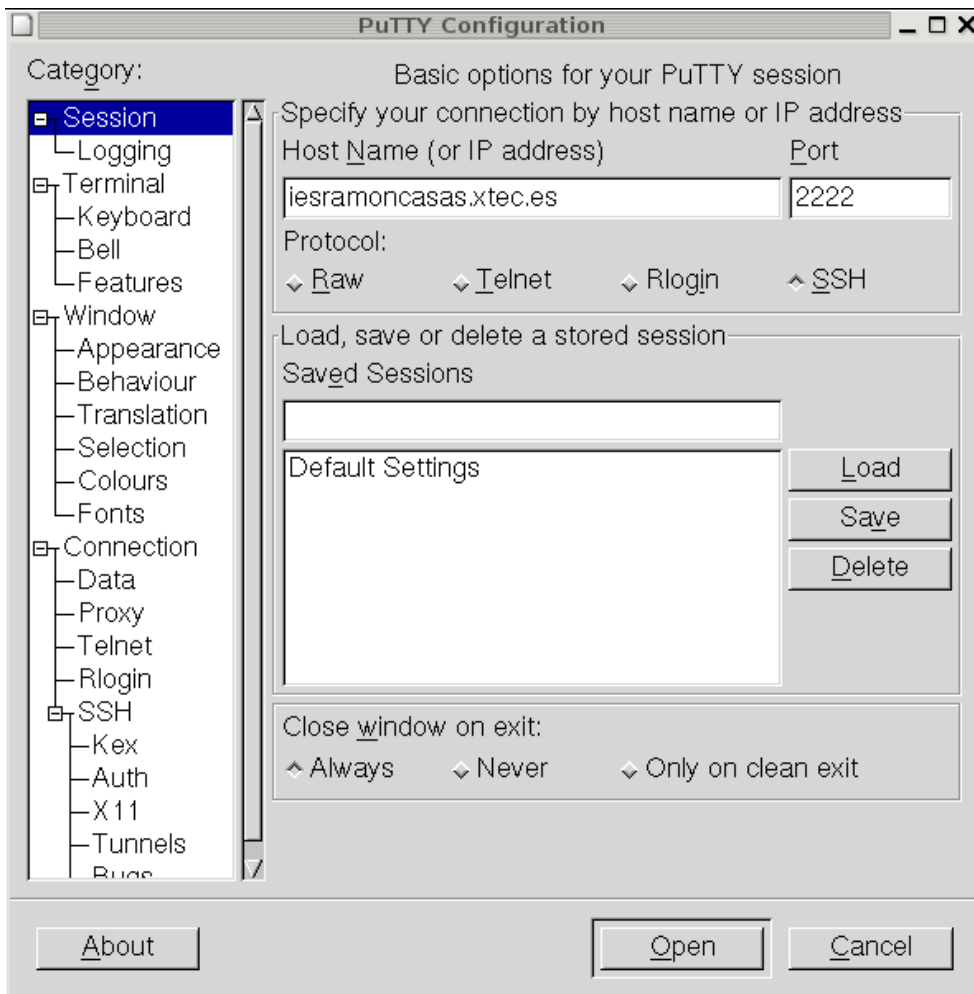 PuTTY Configuration
Category:
Session
Logging
Terminal
Keyboard
Bell
Features
Window
Appearance
Behaviour
Translation
Selection
Colours
Fonts
Connection
Data
Proxy
Telnet
Rlogin
SSH
Kex
Auth
X11
Tunnels
Bugs
Basic options for your PuTTY session
Specify your connection by host name or IP address
Host Name (or IP address) Port
iesramoncasas.xtec.es 2222
Protocol:
Raw Telnet Rlogin SSH
Load, save or delete a stored session
Saved Sessions
Default Settings
Load
Save
Delete
Close window on exit:
Always Never Only on clean exit
About Open Cancel